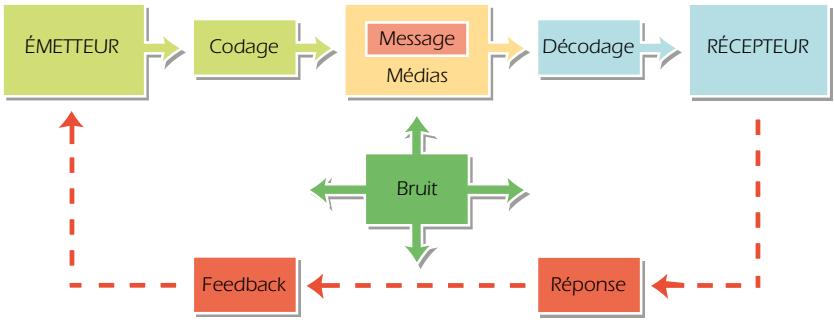 ÉMETTEUR
Codage
Message
Médias
Décodage
RÉCEPTEUR
Bruit
Feedback
Réponse